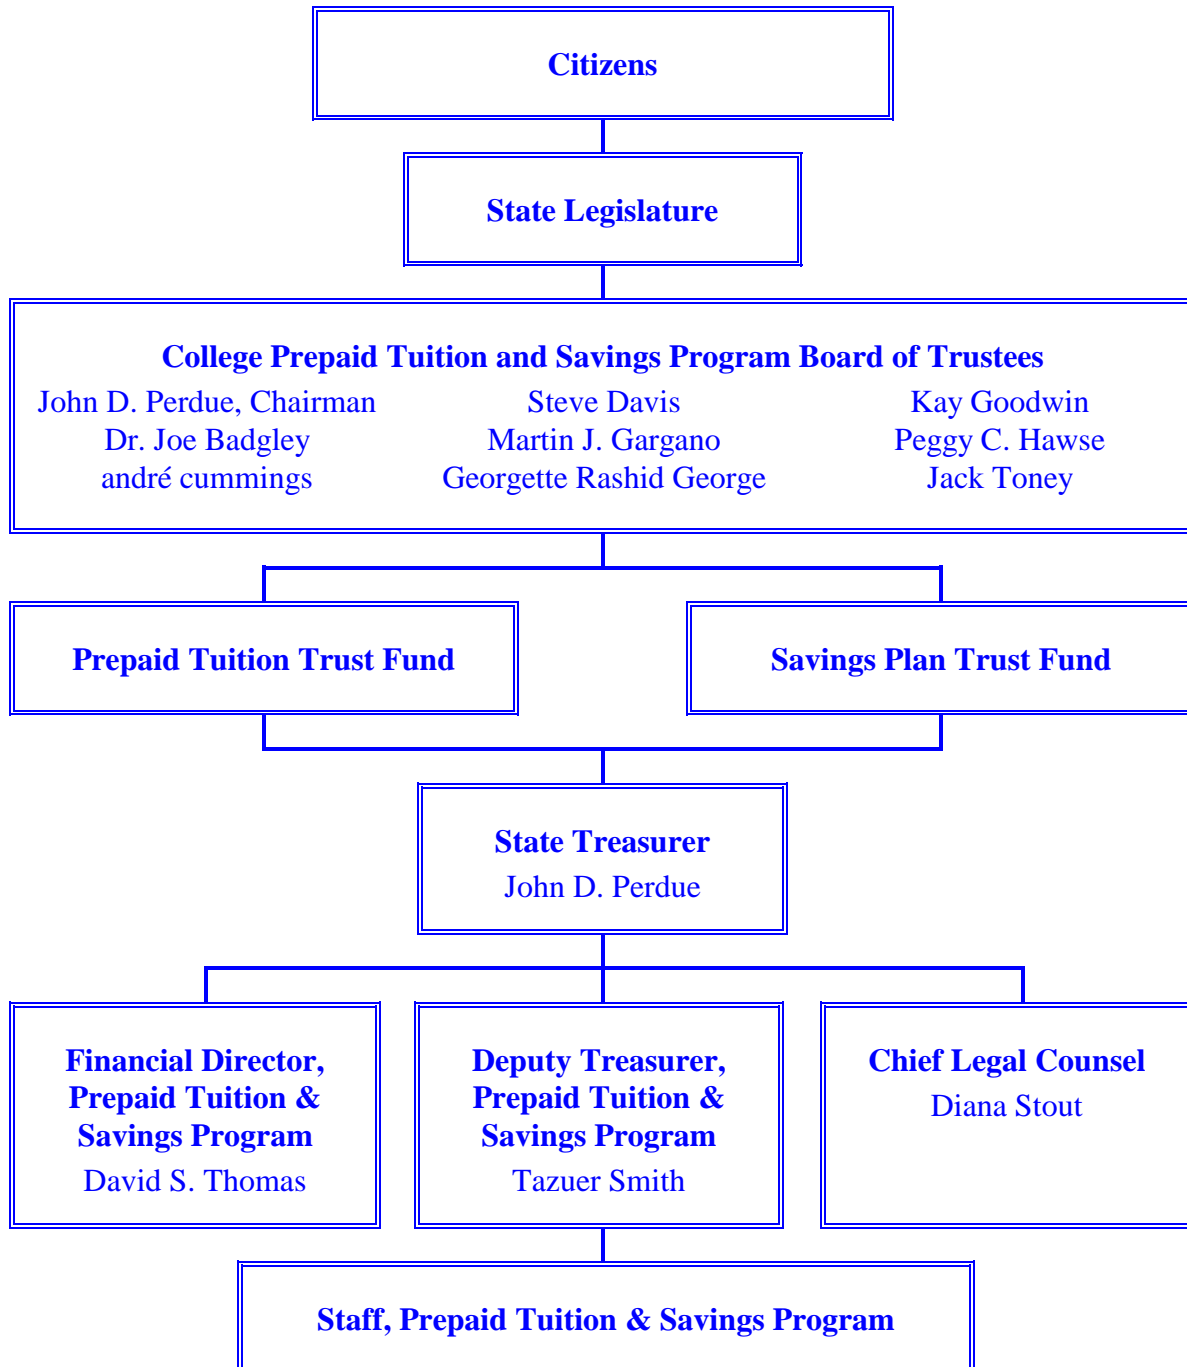 Citizens
State Legislature
College Prepaid Tuition and Savings Program Board of Trustees
John D. Perdue, Chairman Steve Davis Kay Goodwin
Dr. Joe Badgley Martin J. Gargano Peggy C. Hawse
andré cummings Georgette Rashid George Jack Toney
Prepaid Tuition Trust Fund
Savings Plan Trust Fund
State Treasurer
John D. Perdue
Financial Director,
Prepaid Tuition &
Savings Program
David S. Thomas
Deputy Treasurer,
Prepaid Tuition &
Savings Program
Tazuer Smith
Chief Legal Counsel
Diana Stout
Staff, Prepaid Tuition & Savings Program